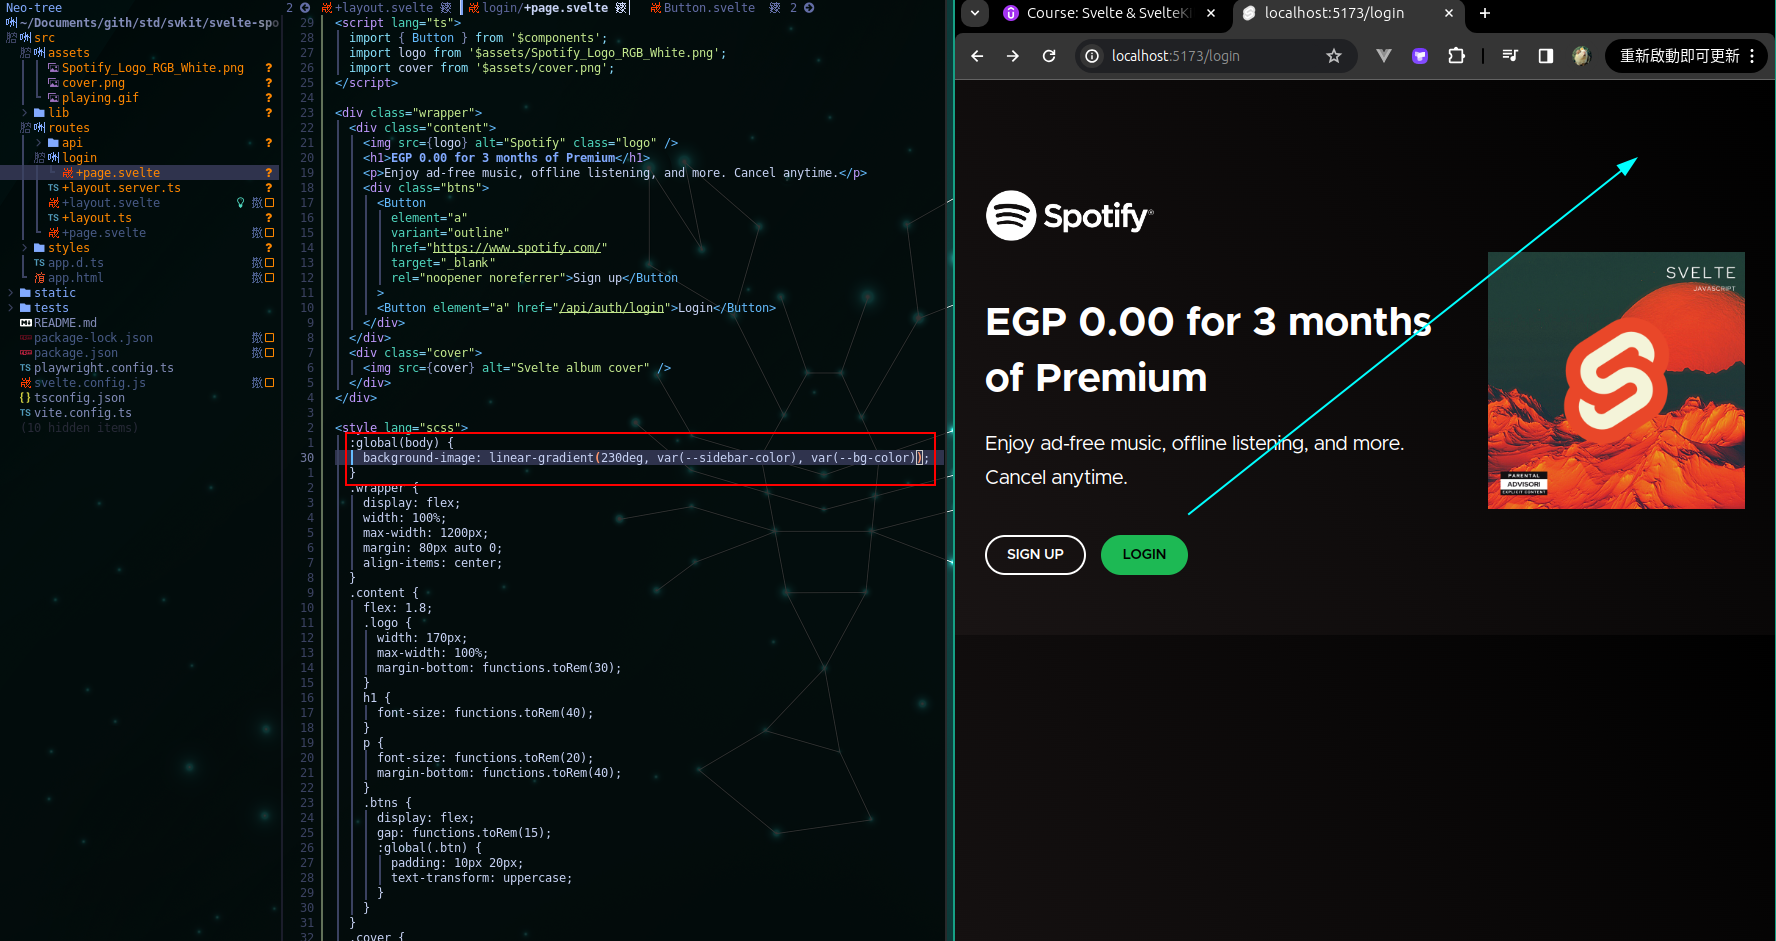 Neo-tree
~/Documents/gith/std/svkit/svelte-spo
src
assets
Spotify_Logo_RGB_White.png ?
cover.png ?
playing.gif ?
lib ?
routes
api ?
login
+page.svelte ?
TS +layout.server.ts ?
+layout.svelte
TS +layout.ts ?
+page.svelte
styles ?
TS app.d.ts
app.html
static
tests
README.md
package-lock.json
package.json
TS playwright.config.ts
svelte.config.js
{} tsconfig.json
TS vite.config.ts
(10 hidden items)
2 +layout.svelte login/+page.svelte Button.svelte 2
29 <script lang="ts">
28 import { Button } from '$components';
27 import logo from '$assets/Spotify_Logo_RGB_White.png';
26 import cover from '$assets/cover.png';
25 </script>
24
23 <div class="wrapper">
22 <div class="content">
21 <img src={logo} alt="Spotify" class="logo" />
20 <h1>EGP 0.00 for 3 months of Premium</h1>
19 <p>Enjoy ad-free music, offline listening, and more. Cancel anytime.</p>
18 <div class="btns">
17 <Button
16 element="a"
15 variant="outline"
14 href="https://www.spotify.com/"
13 target="_blank"
12 rel="noopener noreferrer">Sign up</Button
11 >
10 <Button element="a" href="/api/auth/login">Login</Button>
9 </div>
8 </div>
7 <div class="cover">
6 <img src={cover} alt="Svelte album cover" />
5 </div>
4 </div>
3
2 <style lang="scss">
1 :global(body) {
30 background-image: linear-gradient(230deg, var(--sidebar-color), var(--bg-color));
1 }
2 .wrapper {
3 display: flex;
4 width: 100%;
5 max-width: 1200px;
6 margin: 80px auto 0;
7 align-items: center;
8 }
9 .content {
10 flex: 1.8;
11 .logo {
12 width: 170px;
13 max-width: 100%;
14 margin-bottom: functions.toRem(30);
15 }
16 h1 {
17 font-size: functions.toRem(40);
18 }
19 p {
20 font-size: functions.toRem(20);
21 margin-bottom: functions.toRem(40);
22 }
23 .btns {
24 display: flex;
25 gap: functions.toRem(15);
26 :global(.btn) {
27 padding: 10px 20px;
28 text-transform: uppercase;
29 }
30 }
31 }
32 .cover {
Course: Svelte & SvelteKi
localhost:5173/login
localhost:5173/login
重新啟動即可更新
Spotify
EGP 0.00 for 3 months
of Premium
Enjoy ad-free music, offline listening, and more.
Cancel anytime.
SIGN UP
LOGIN
SVELTE
JAVASCRIPT
PARENTAL
ADVISORI
EXPLICIT CONTENT